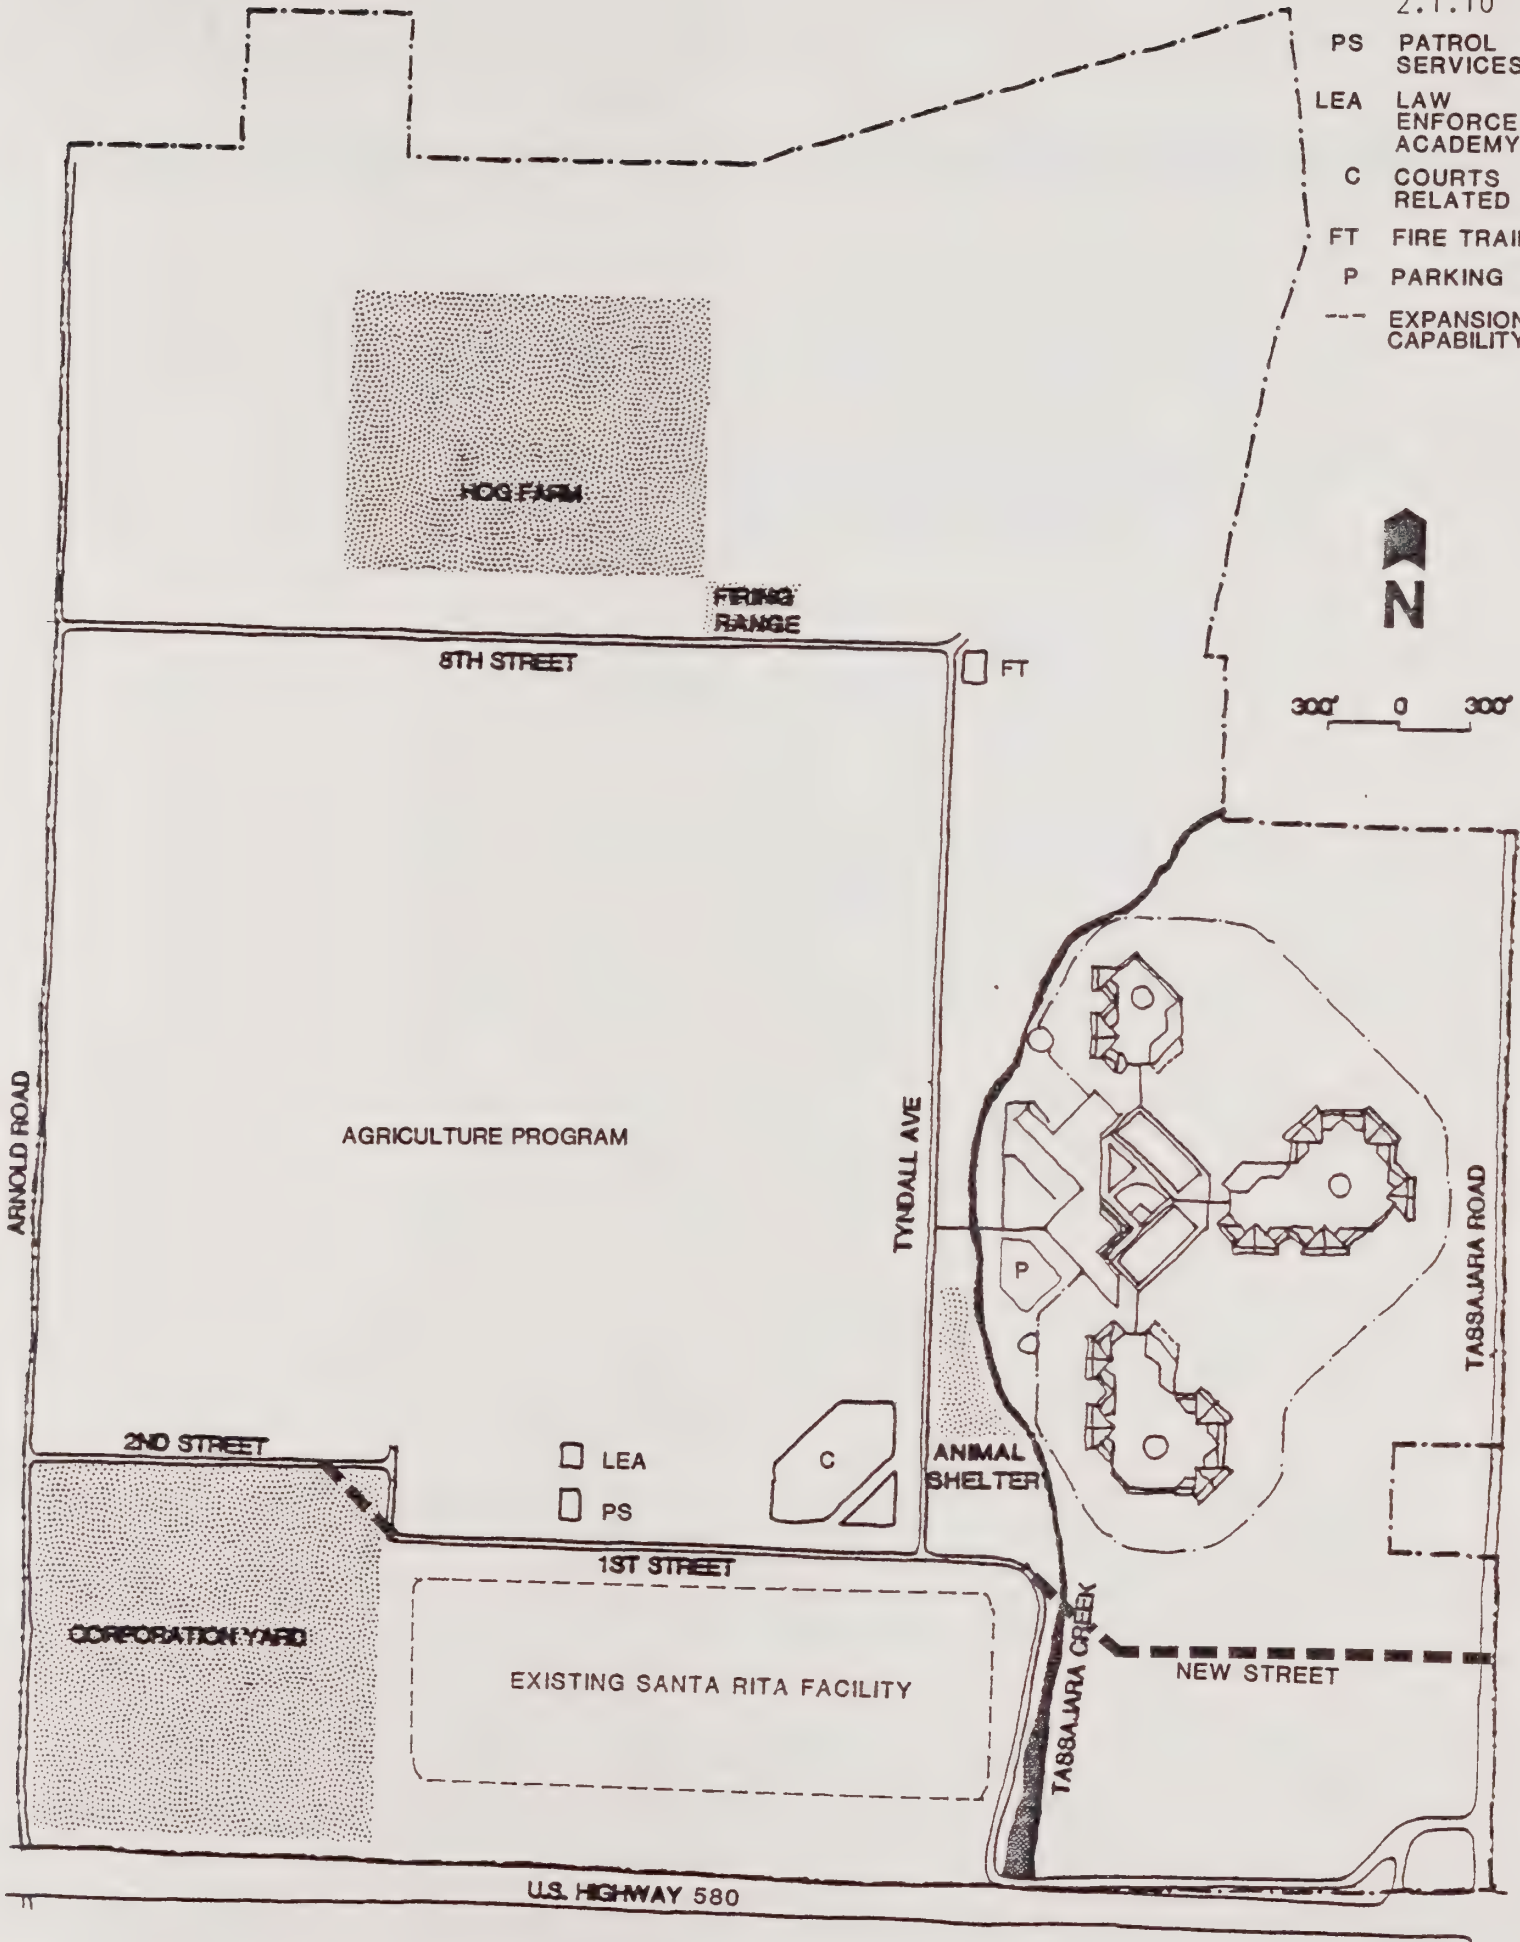 2.1.10
PS PATROL
SERVICES
LEA LAW
ENFORCE
ACADEMY
C COURTS
RELATED
FT FIRE TRAI
P PARKING
--- EXPANSION
CAPABILITY
HOG FARM
FIRING
RANGE
N
8TH STREET
FT
300' 0 300'
ARNOLD ROAD
AGRICULTURE PROGRAM
TYNDALL AVE
TASSAJARA ROAD
P
2ND STREET
LEA
C
ANIMAL
SHELTER
PS
1ST STREET
CORPORATION YARD
EXISTING SANTA RITA FACILITY
TASSAJARA CREEK
NEW STREET
U.S. HIGHWAY 580